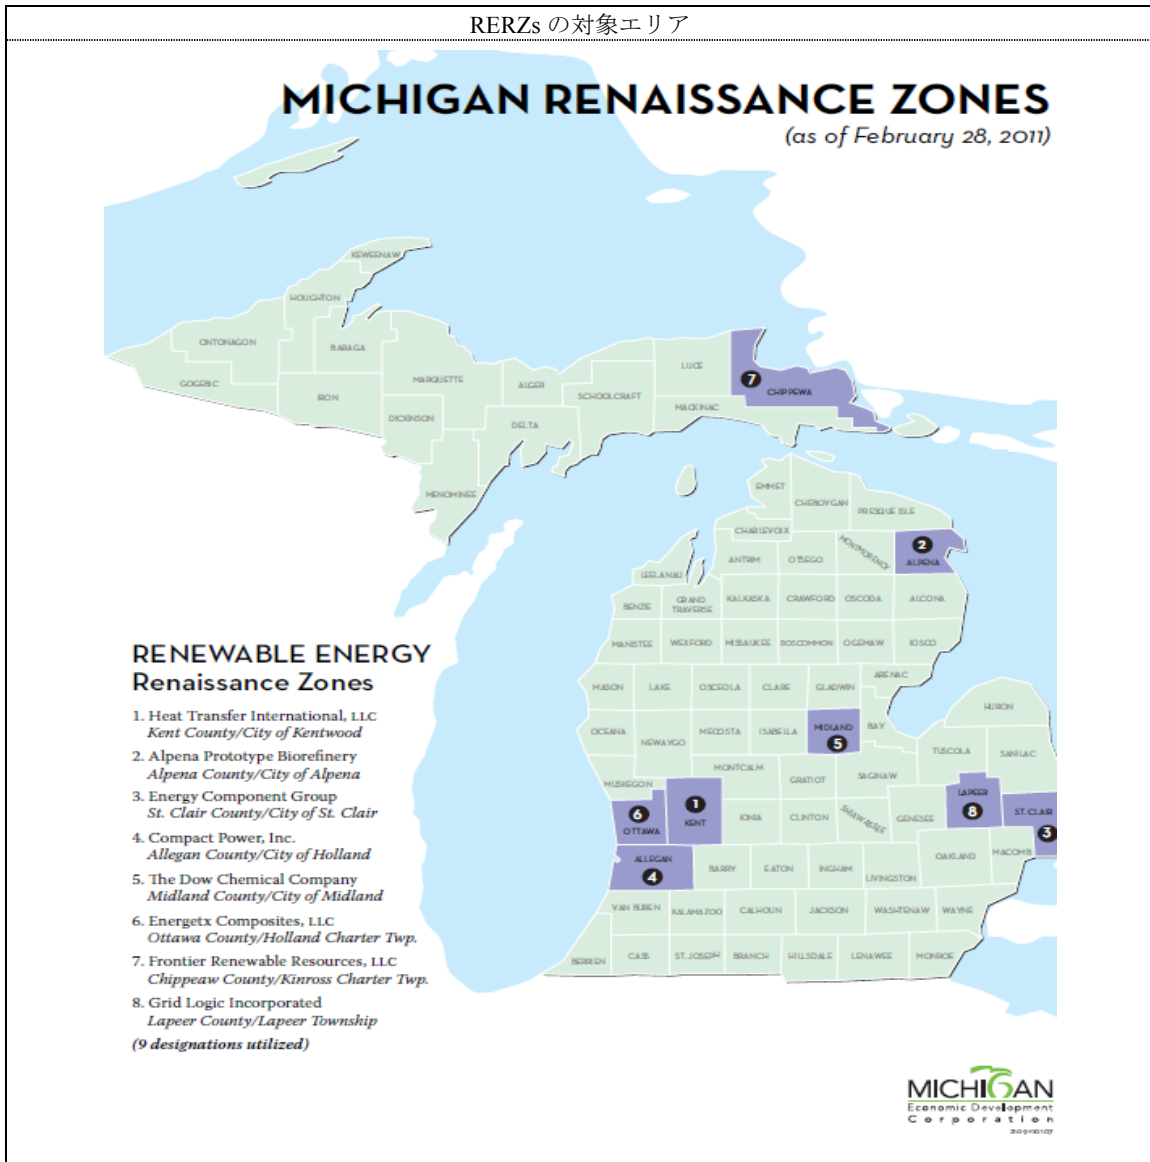 RERZs の対象エリア
MICHIGAN RENAISSANCE ZONES
(as of February 28, 2011)
KEWEENAW
HOUGHTON
ONTONAGON
BARAGA
LUCE
GOGEBIC
MARQUETTE
ALGER
7
CHIPPEWA
IRON
SCHOOLCRAFT
MACKINAC
DICKINSON
DELTA
MENOMINEE
EMMET
CHEBOYGAN
PRESQUE ISLE
CHARLEVOIX
MONTMORENCY
2
ANTRIM
OTSEGO
ALPENA
LEELANAU
BENZIE
GRAND
TRAVERSE
KALKASKA
CRAWFORD
OSCODA
ALCONA
MANISTEE
WEXFORD
MISSAUKEE
ROSCOMMON
OGEMAW
IOSCO
ARENAC
MASON
LAKE
OSCEOLA
CLARE
GLADWIN
HURON
OCEANA
NEWAYGO
MECOSTA
ISABELLA
MIDLAND
5
BAY
TUSCOLA
SANILAC
MONTCALM
GRATIOT
SAGINAW
MUSKEGON
LAPEER
8
1
KENT
6
OTTAWA
IONIA
CLINTON
SHIAWASSEE
GENESEE
ST. CLAIR
3
ALLEGAN
4
BARRY
EATON
INGHAM
LIVINGSTON
OAKLAND
MACOMB
VAN BUREN
KALAMAZOO
CALHOUN
JACKSON
WASHTENAW
WAYNE
BERRIEN
CASS
ST. JOSEPH
BRANCH
HILLSDALE
LENAWEE
MONROE
RENEWABLE ENERGY
Renaissance Zones
1. Heat Transfer International, LLC
Kent County/City of Kentwood
2. Alpena Prototype Biorefinery
Alpena County/City of Alpena
3. Energy Component Group
St. Clair County/City of St. Clair
4. Compact Power, Inc.
Allegan County/City of Holland
5. The Dow Chemical Company
Midland County/City of Midland
6. Energetx Composites, LLC
Ottawa County/Holland Charter Twp.
7. Frontier Renewable Resources, LLC
Chippeaw County/Kinross Charter Twp.
8. Grid Logic Incorporated
Lapeer County/Lapeer Township
(9 designations utilized)
MICHIGAN
Economic Development
Corporation